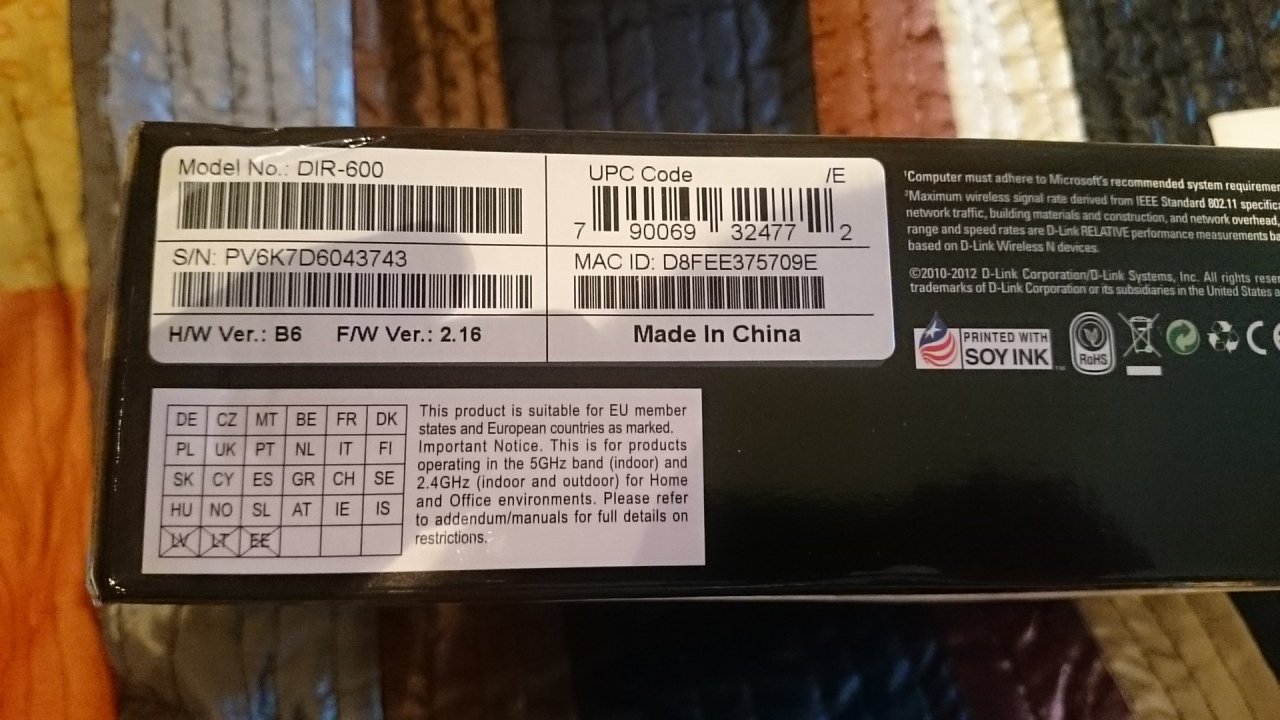 Model No.: DIR-600
UPC Code /E
7 90069 32477 2
S/N: PV6K7D6043743
MAC ID: D8FEE375709E
H/W Ver.: B6 F/W Ver.: 2.16
Made In China
¹Computer must adhere to Microsoft's recommended system
²Maximum wireless signal rate derived from IEEE Standard 802.11
network traffic, building materials and construction, and network overhead,
range and speed rates are D-Link RELATIVE performance measurements
based on D-Link Wireless N devices.
©2010-2012 D-Link Corporation/D-Link Systems, Inc. All rights
trademarks of D-Link Corporation or its subsidiaries in the United States
PRINTED WITH
SOY INK™
RoHS
DE CZ MT BE FR DK
PL UK PT NL IT FI
SK CY ES GR CH SE
HU NO SL AT IE IS
LV LT EE
This product is suitable for EU member
states and European countries as marked.
Important Notice. This is for products
operating in the 5GHz band (indoor) and
2.4GHz (indoor and outdoor) for Home
and Office environments. Please refer
to addendum/manuals for full details on
restrictions.